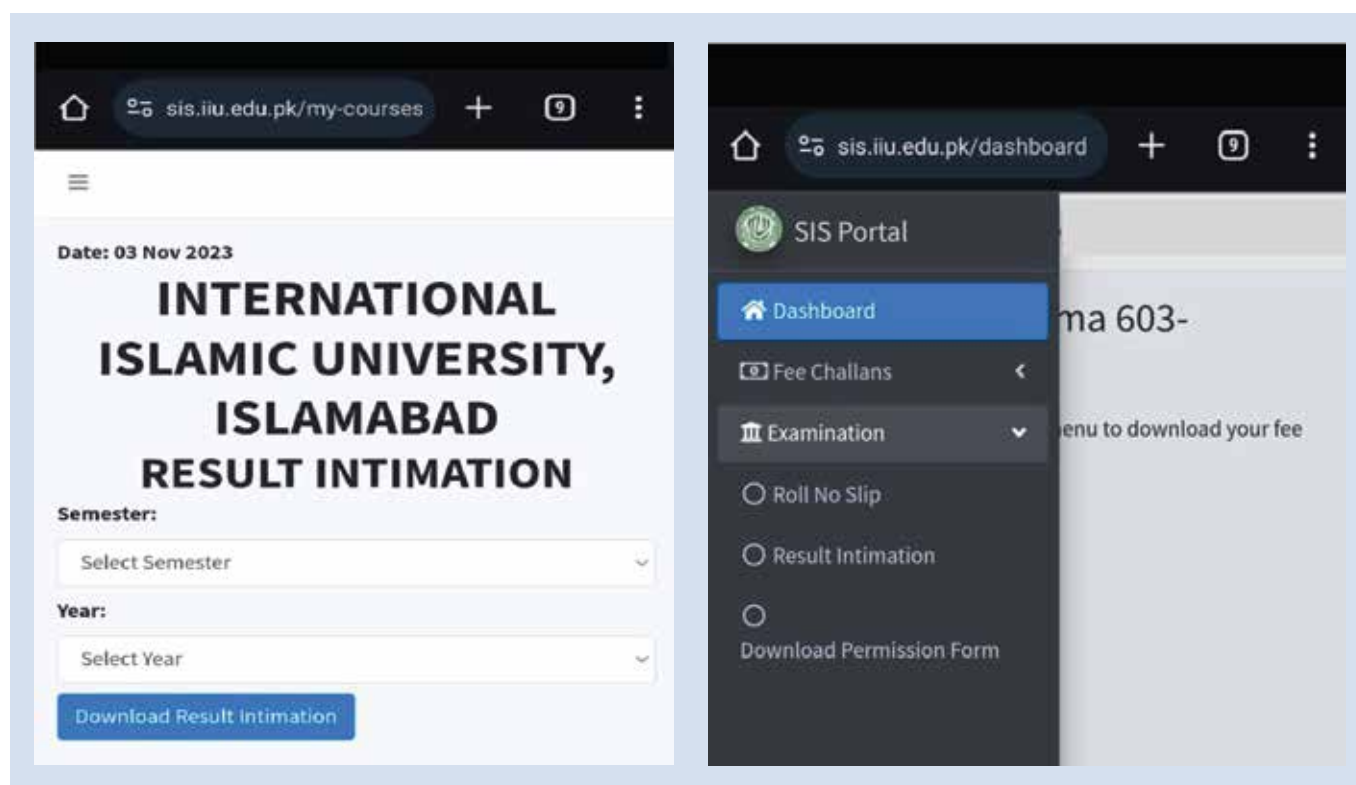 sis.iiu.edu.pk/my-courses
9
Date: 03 Nov 2023
INTERNATIONAL
ISLAMIC UNIVERSITY,
ISLAMABAD
RESULT INTIMATION
Semester:
Select Semester
Year:
Select Year
Download Result Intimation
sis.iiu.edu.pk/dashboard
9
SIS Portal
Dashboard
ma 603-
Fee Challans
Examination
enu to download your fee
Roll No Slip
Result Intimation
Download Permission Form